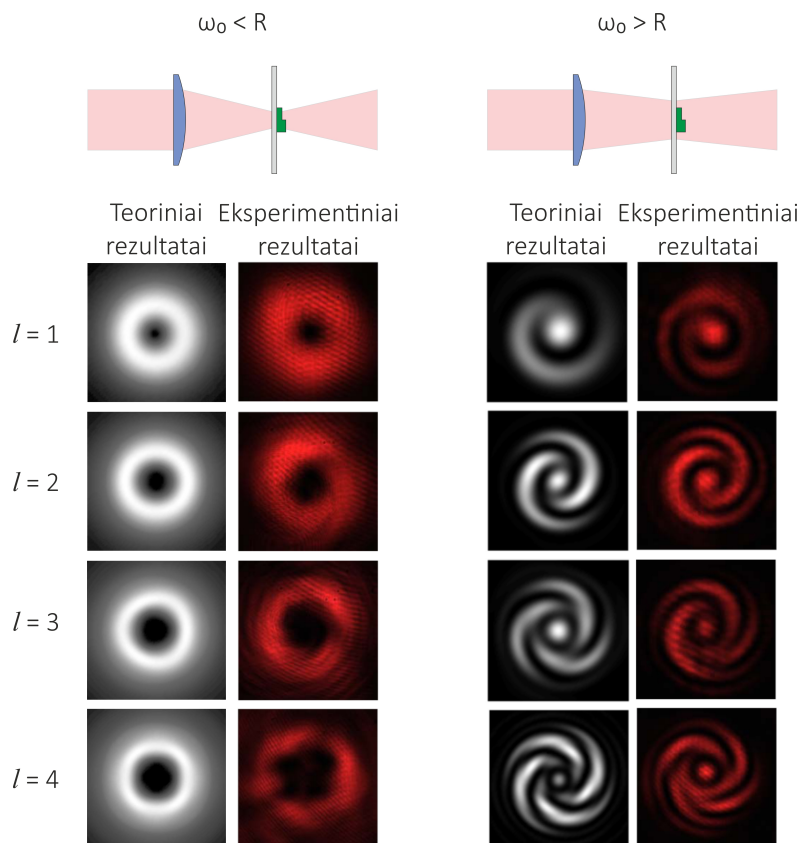 ω₀ < R
ω₀ > R
Teoriniai rezultatai
Eksperimentiniai rezultatai
Teoriniai rezultatai
Eksperimentiniai rezultatai
l = 1
l = 2
l = 3
l = 4